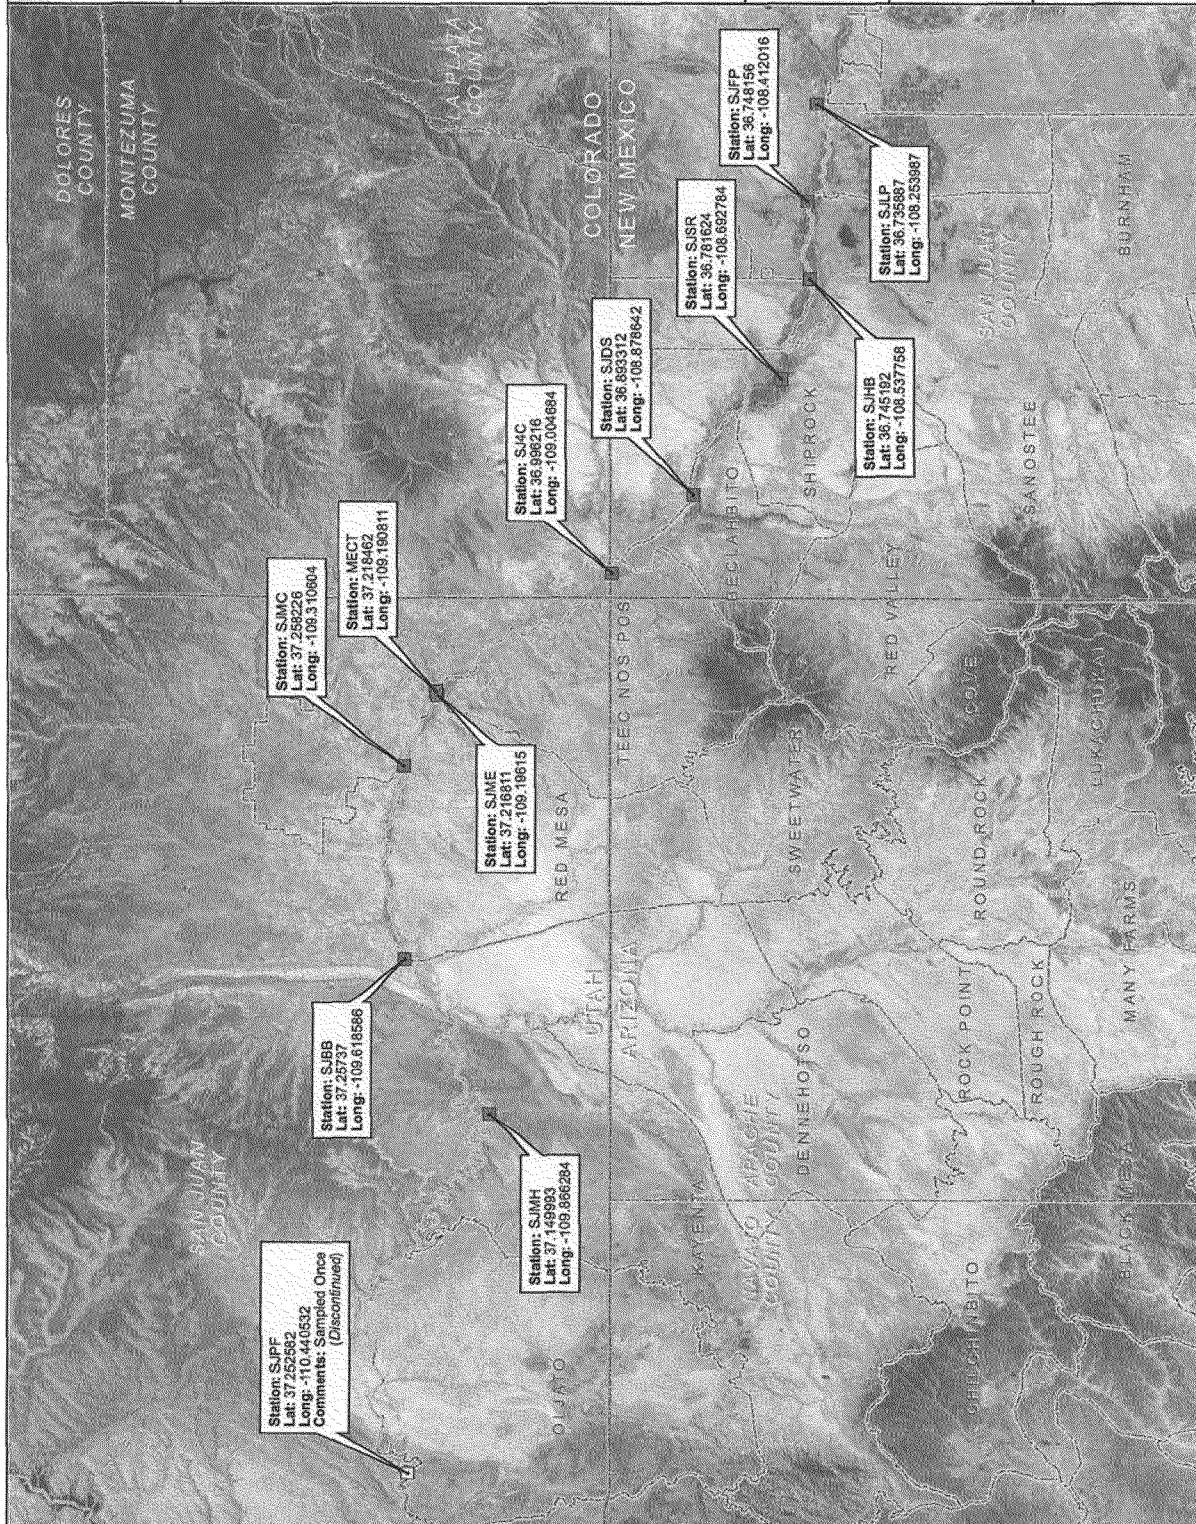 DOLORES
COUNTY
MONTEZUMA
COUNTY
LA PLATA
COUNTY
COLORADO
NEW MEXICO
Station: SJFP
Lat: 36.748156
Long: -108.412016
Station: SJLP
Lat: 36.735887
Long: -108.253987
Station: SJSR
Lat: 36.781624
Long: -108.692784
Station: SJHB
Lat: 36.745192
Long: -108.537758
Station: SJDS
Lat: 36.893312
Long: -108.878642
Station: SJ4C
Lat: 36.996216
Long: -109.004684
Station: MECT
Lat: 37.218462
Long: -109.190811
Station: SJMC
Lat: 37.258226
Long: -109.310604
Station: SJME
Lat: 37.216811
Long: -109.19615
Station: SJBB
Lat: 37.25737
Long: -109.618586
Station: SJMH
Lat: 37.149993
Long: -109.866284
Station: SJPF
Lat: 37.252582
Long: -110.440532
Comments: Sampled Once
(Discontinued)
SAN JUAN
COUNTY
BURNHAM
SAN JUAN
COUNTY
SHIPROCK
SANOSTEE
BECLAHBITO
RED VALLEY
TEEC NOS POS
COVE
LUKACHUKAI
SWEETWATER
RED MESA
ROUND ROCK
MANY FARMS
UTAH
ARIZONA
ROCK POINT
ROUGH ROCK
DENNEHOTSO
APACHE
COUNTY
NAVAJO
COUNTY
KAYENTA
BLACK MESA
CHILCHINBITO
OLJATO